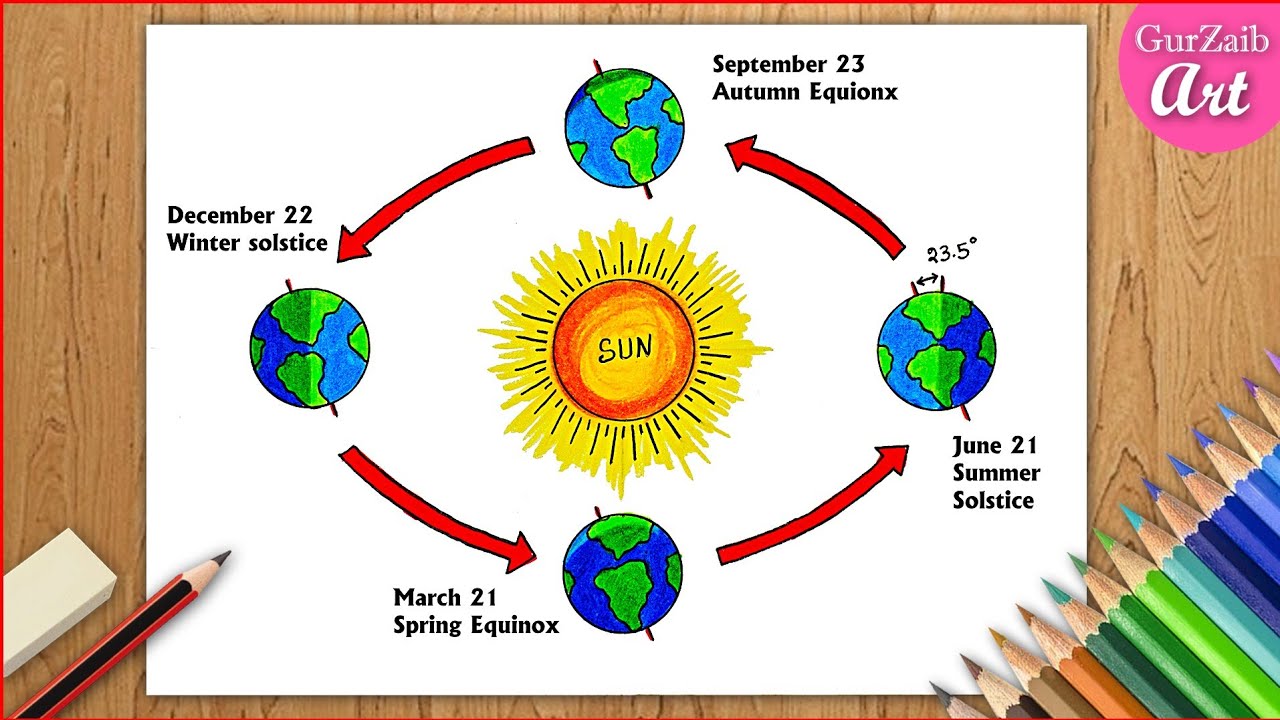 GurZaib
Art
September 23
Autumn Equionx
December 22
Winter solstice
23.5°
SUN
June 21
Summer
Solstice
March 21
Spring Equinox